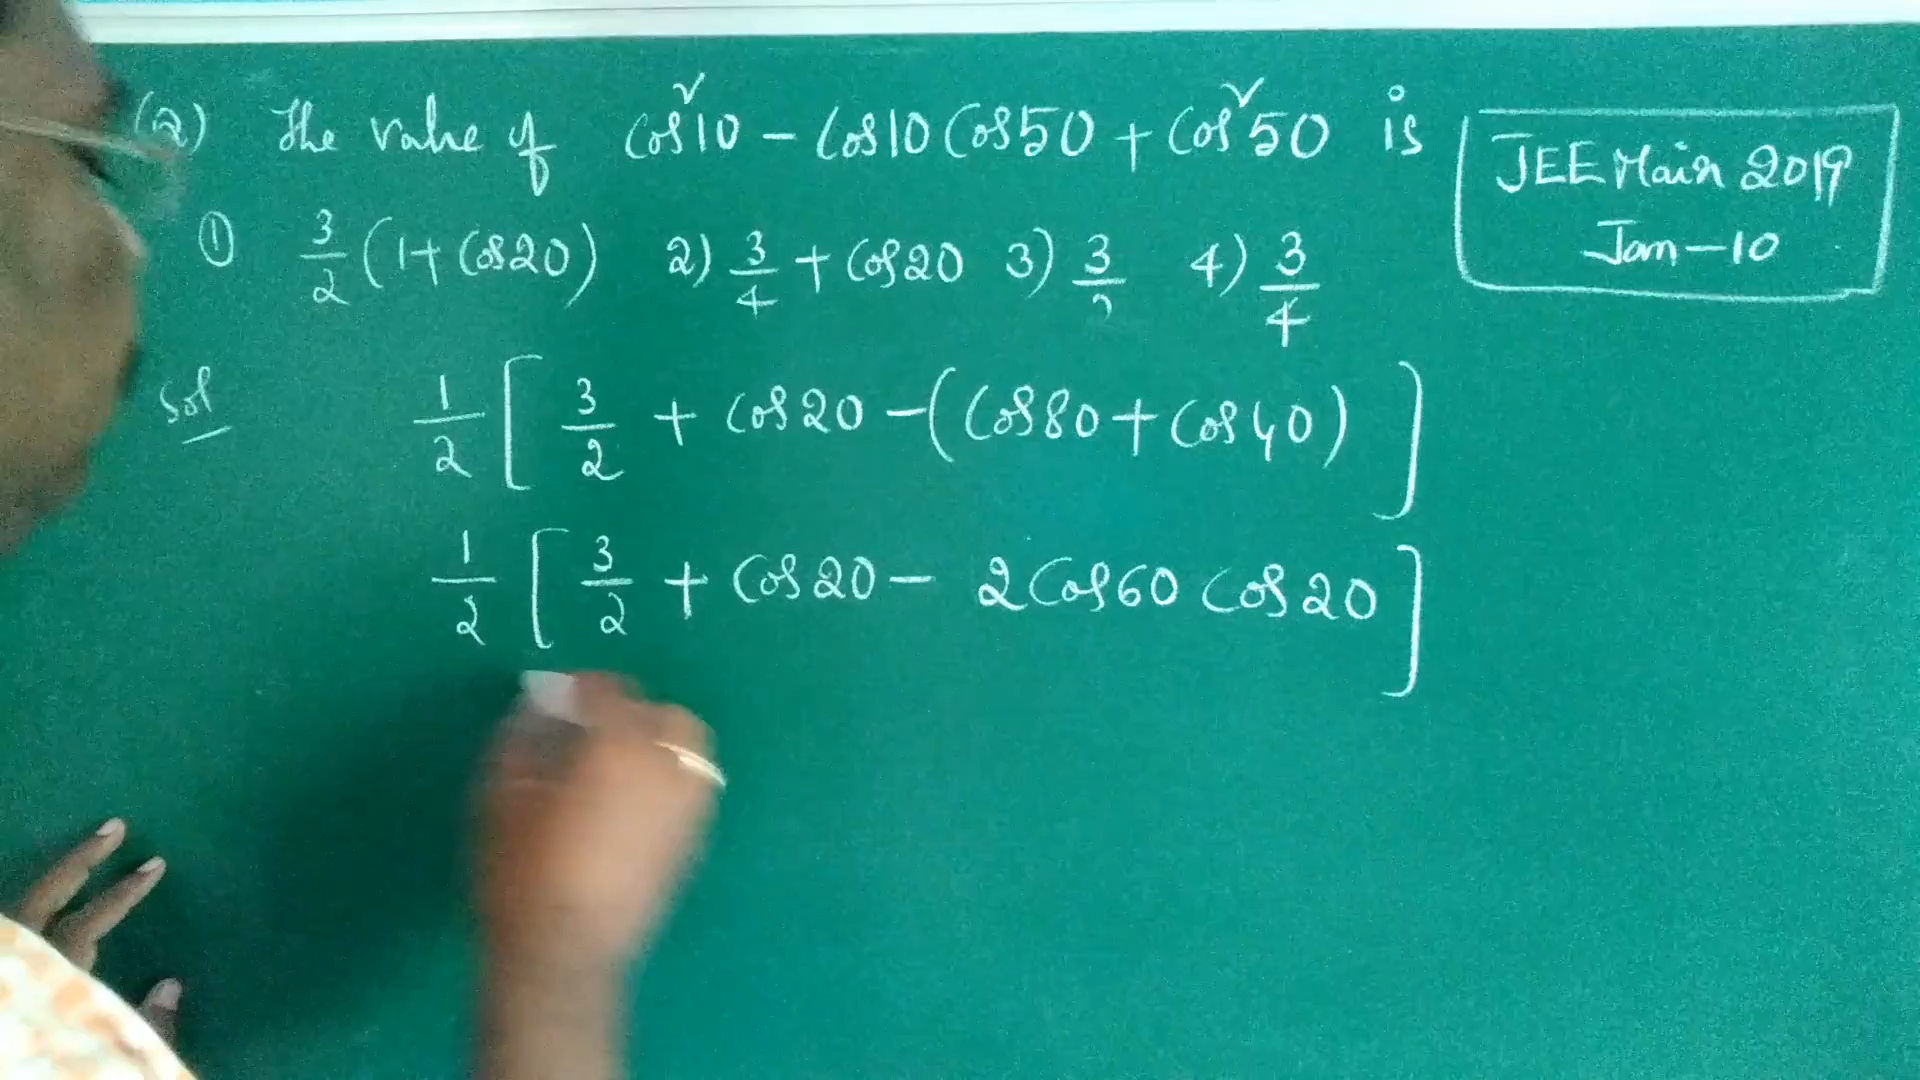 (2) The value of cos²10 - cos10 cos50 + cos²50 is
JEE Main 2019
Jan-10
① 3/2 (1+cos20) 2) 3/4 + cos20 3) 3/2 4) 3/4
Sol 1/2 [ 3/2 + cos20 - (cos80 + cos40) ]
1/2 [ 3/2 + cos20 - 2cos60 cos20 ]